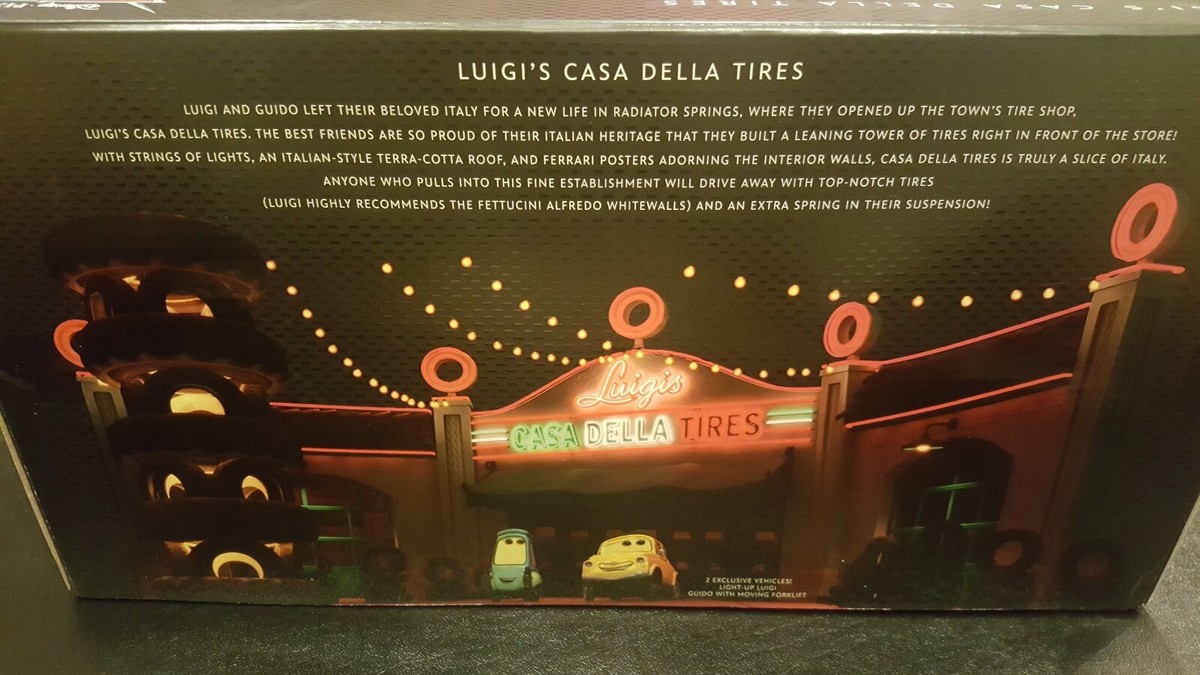 Disney · PIX
'S CASA DELLA TIRES
LUIGI'S CASA DELLA TIRES
LUIGI AND GUIDO LEFT THEIR BELOVED ITALY FOR A NEW LIFE IN RADIATOR SPRINGS, WHERE THEY OPENED UP THE TOWN'S TIRE SHOP,
LUIGI'S CASA DELLA TIRES. THE BEST FRIENDS ARE SO PROUD OF THEIR ITALIAN HERITAGE THAT THEY BUILT A LEANING TOWER OF TIRES RIGHT IN FRONT OF THE STORE!
WITH STRINGS OF LIGHTS, AN ITALIAN-STYLE TERRA-COTTA ROOF, AND FERRARI POSTERS ADORNING THE INTERIOR WALLS, CASA DELLA TIRES IS TRULY A SLICE OF ITALY.
ANYONE WHO PULLS INTO THIS FINE ESTABLISHMENT WILL DRIVE AWAY WITH TOP-NOTCH TIRES
(LUIGI HIGHLY RECOMMENDS THE FETTUCINI ALFREDO WHITEWALLS) AND AN EXTRA SPRING IN THEIR SUSPENSION!
Luigi's
CASA DELLA TIRES
2 EXCLUSIVE VEHICLES!
LIGHT-UP LUIGI
GUIDO WITH MOVING FORKLIFT